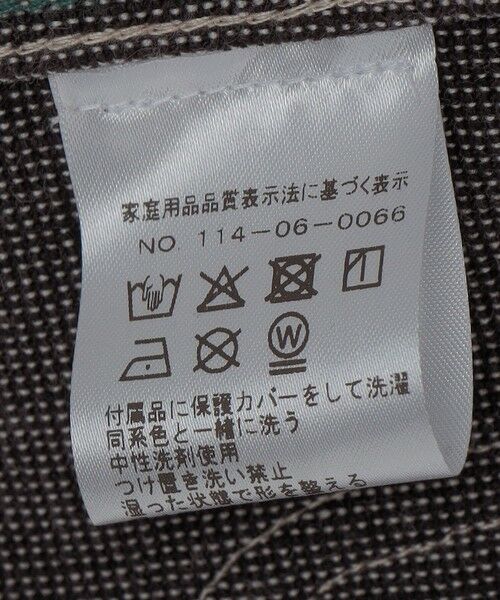 家庭用品品質表示法に基づく表示
NO. 114-06-0066
W
付属品に保護カバーをして洗濯
同系色と一緒に洗う
中性洗剤使用
つけ置き洗い禁止
湿った状態で形を整える